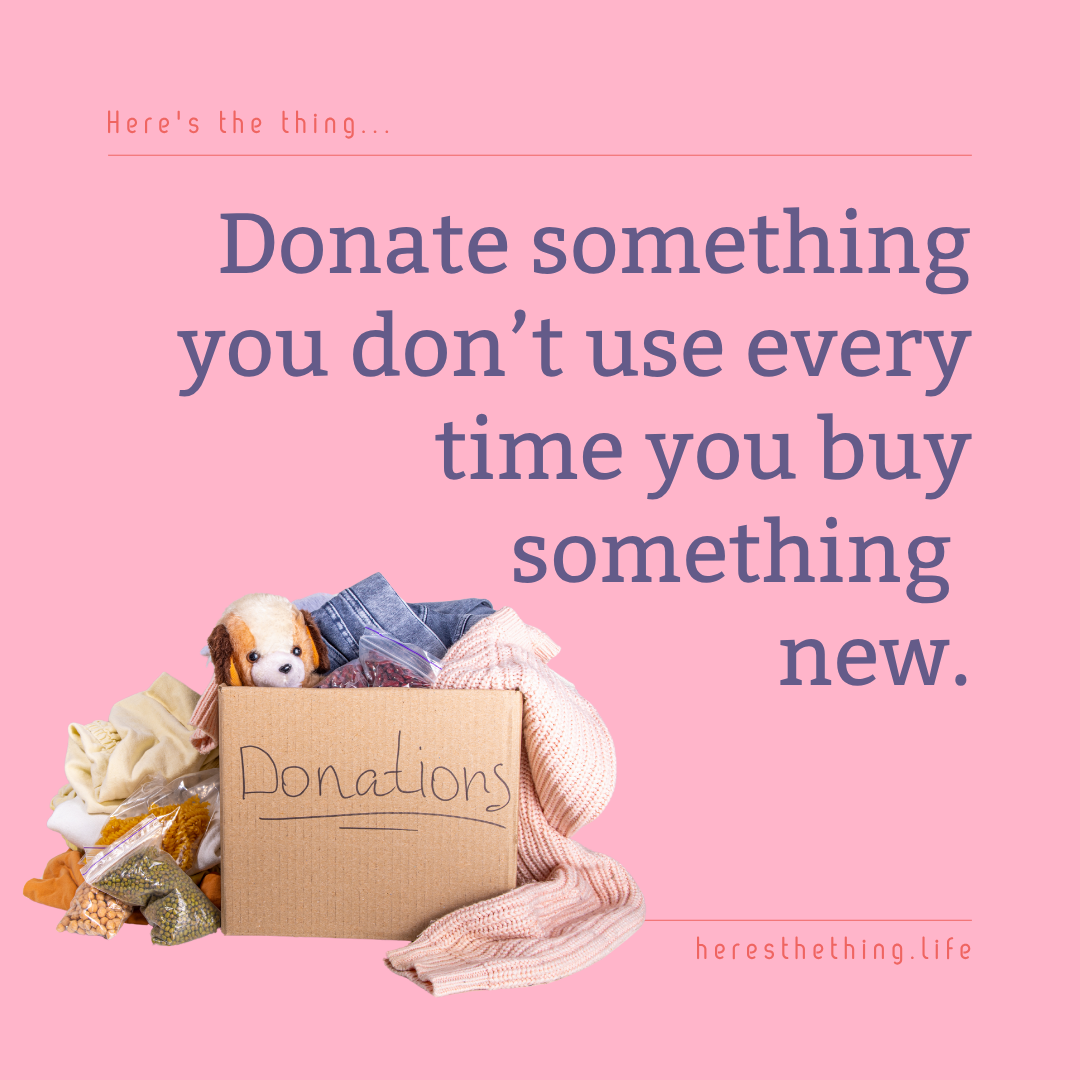 Here's the thing...
Donate something
you don’t use every
time you buy
something
new.
Donations
heresthething.life